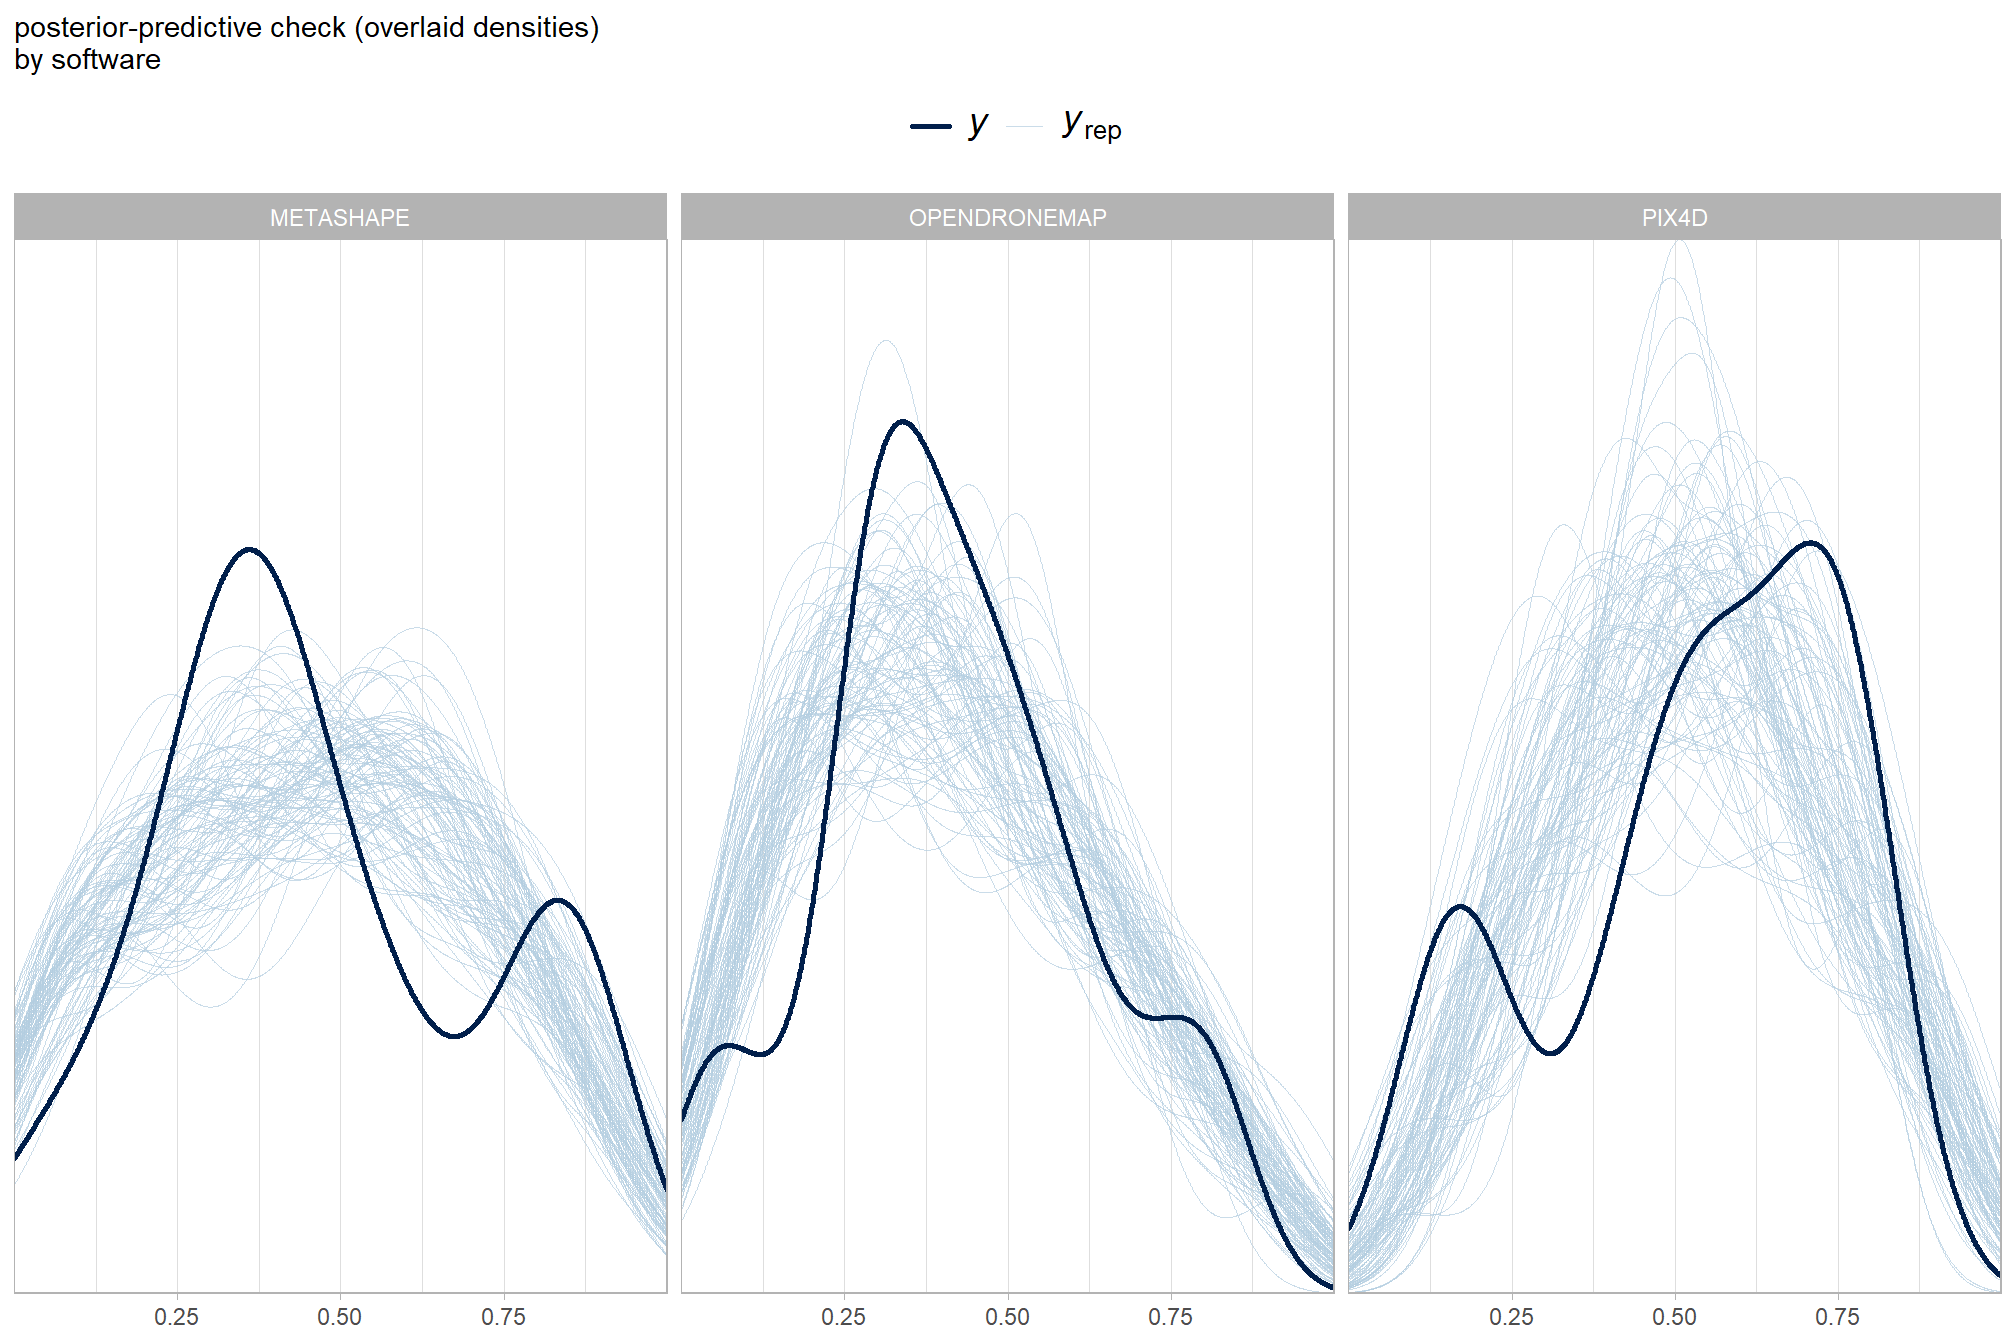 posterior-predictive check (overlaid densities)
by software
y y rep
METASHAPE OPENDRONEMAP PIX4D
0.25 0.50 0.75 0.25 0.50 0.75 0.25 0.50 0.75